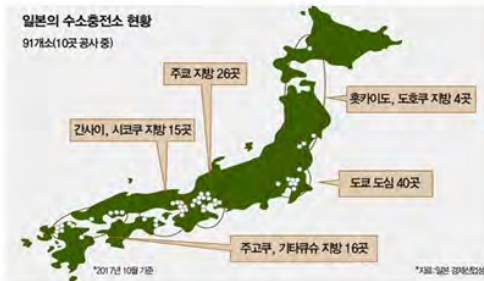 일본의 수소충전소 현황
91개소(10곳 공사 중)
주쿄 지방 26곳
홋카이도, 도호쿠 지방 4곳
간사이, 시코쿠 지방 15곳
도쿄 도심 40곳
주고쿠, 기타큐슈 지방 16곳
*2017년 10월 기준
*자료:일본 경제산업성